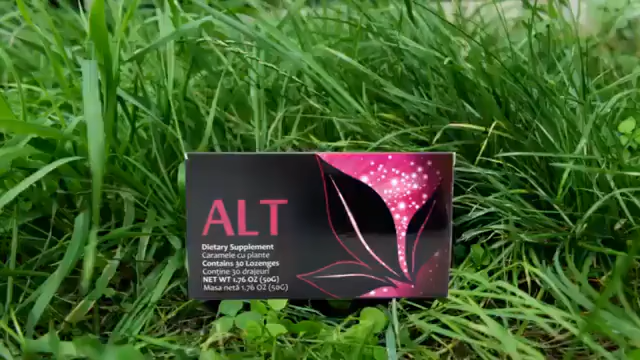 ALT
Dietary Supplement
Caramele cu plante
Contains 30 Lozenges
Conține 30 drajeuri
NET WT 1,76 OZ (50G)
Masa netă 1,76 OZ (50G)